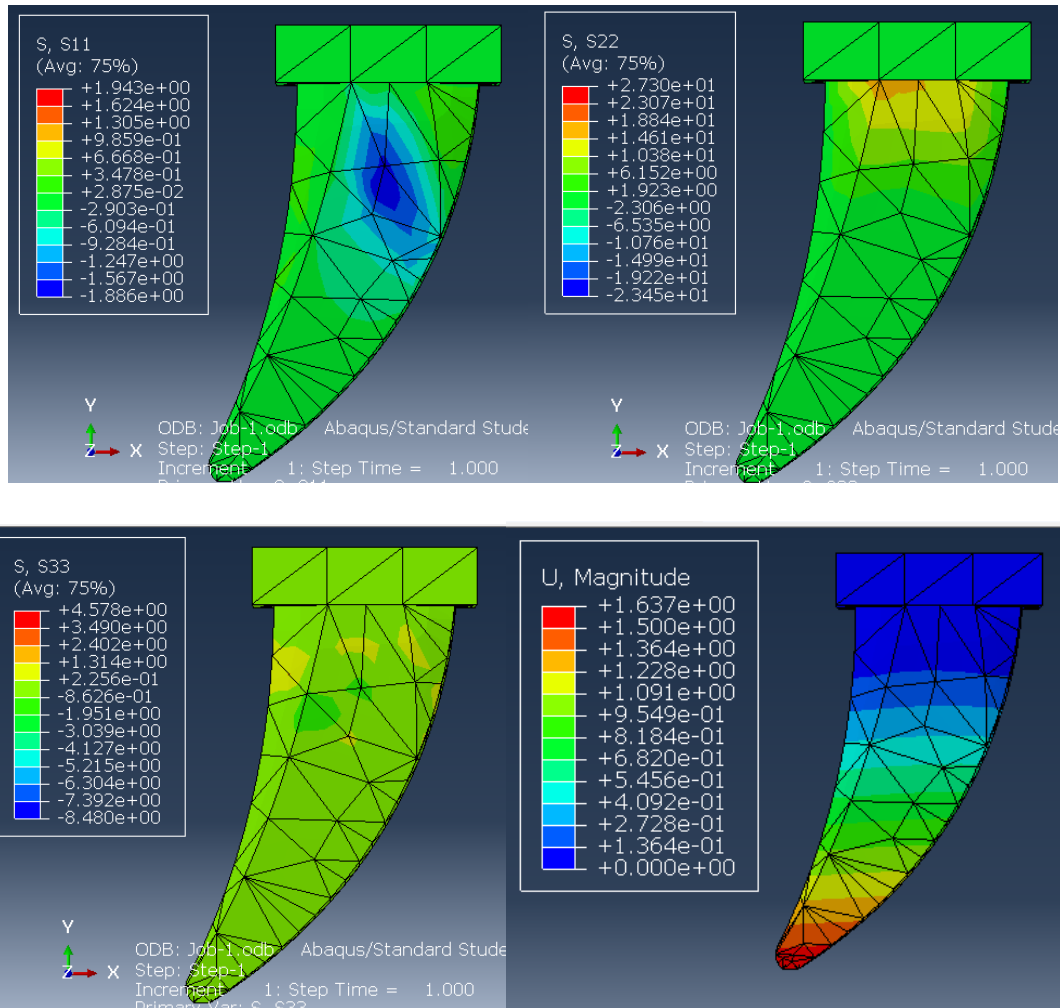 S, S11
(Avg: 75%)
+1.943e+00
+1.624e+00
+1.305e+00
+9.859e-01
+6.668e-01
+3.478e-01
+2.875e-02
-2.903e-01
-6.094e-01
-9.284e-01
-1.247e+00
-1.567e+00
-1.886e+00
Y
Z X
ODB: Job-1.odb Abaqus/Standard Stude
Step: Step-1
Increment 1: Step Time = 1.000
S, S22
(Avg: 75%)
+2.730e+01
+2.307e+01
+1.884e+01
+1.461e+01
+1.038e+01
+6.152e+00
+1.923e+00
-2.306e+00
-6.535e+00
-1.076e+01
-1.499e+01
-1.922e+01
-2.345e+01
Y
Z X
ODB: Job-1.odb Abaqus/Standard Stude
Step: Step-1
Increment 1: Step Time = 1.000
S, S33
(Avg: 75%)
+4.578e+00
+3.490e+00
+2.402e+00
+1.314e+00
+2.256e-01
-8.626e-01
-1.951e+00
-3.039e+00
-4.127e+00
-5.215e+00
-6.304e+00
-7.392e+00
-8.480e+00
Y
Z X
ODB: Job-1.odb Abaqus/Standard Stude
Step: Step-1
Increment 1: Step Time = 1.000
Primary Var: S, S33
U, Magnitude
+1.637e+00
+1.500e+00
+1.364e+00
+1.228e+00
+1.091e+00
+9.549e-01
+8.184e-01
+6.820e-01
+5.456e-01
+4.092e-01
+2.728e-01
+1.364e-01
+0.000e+00